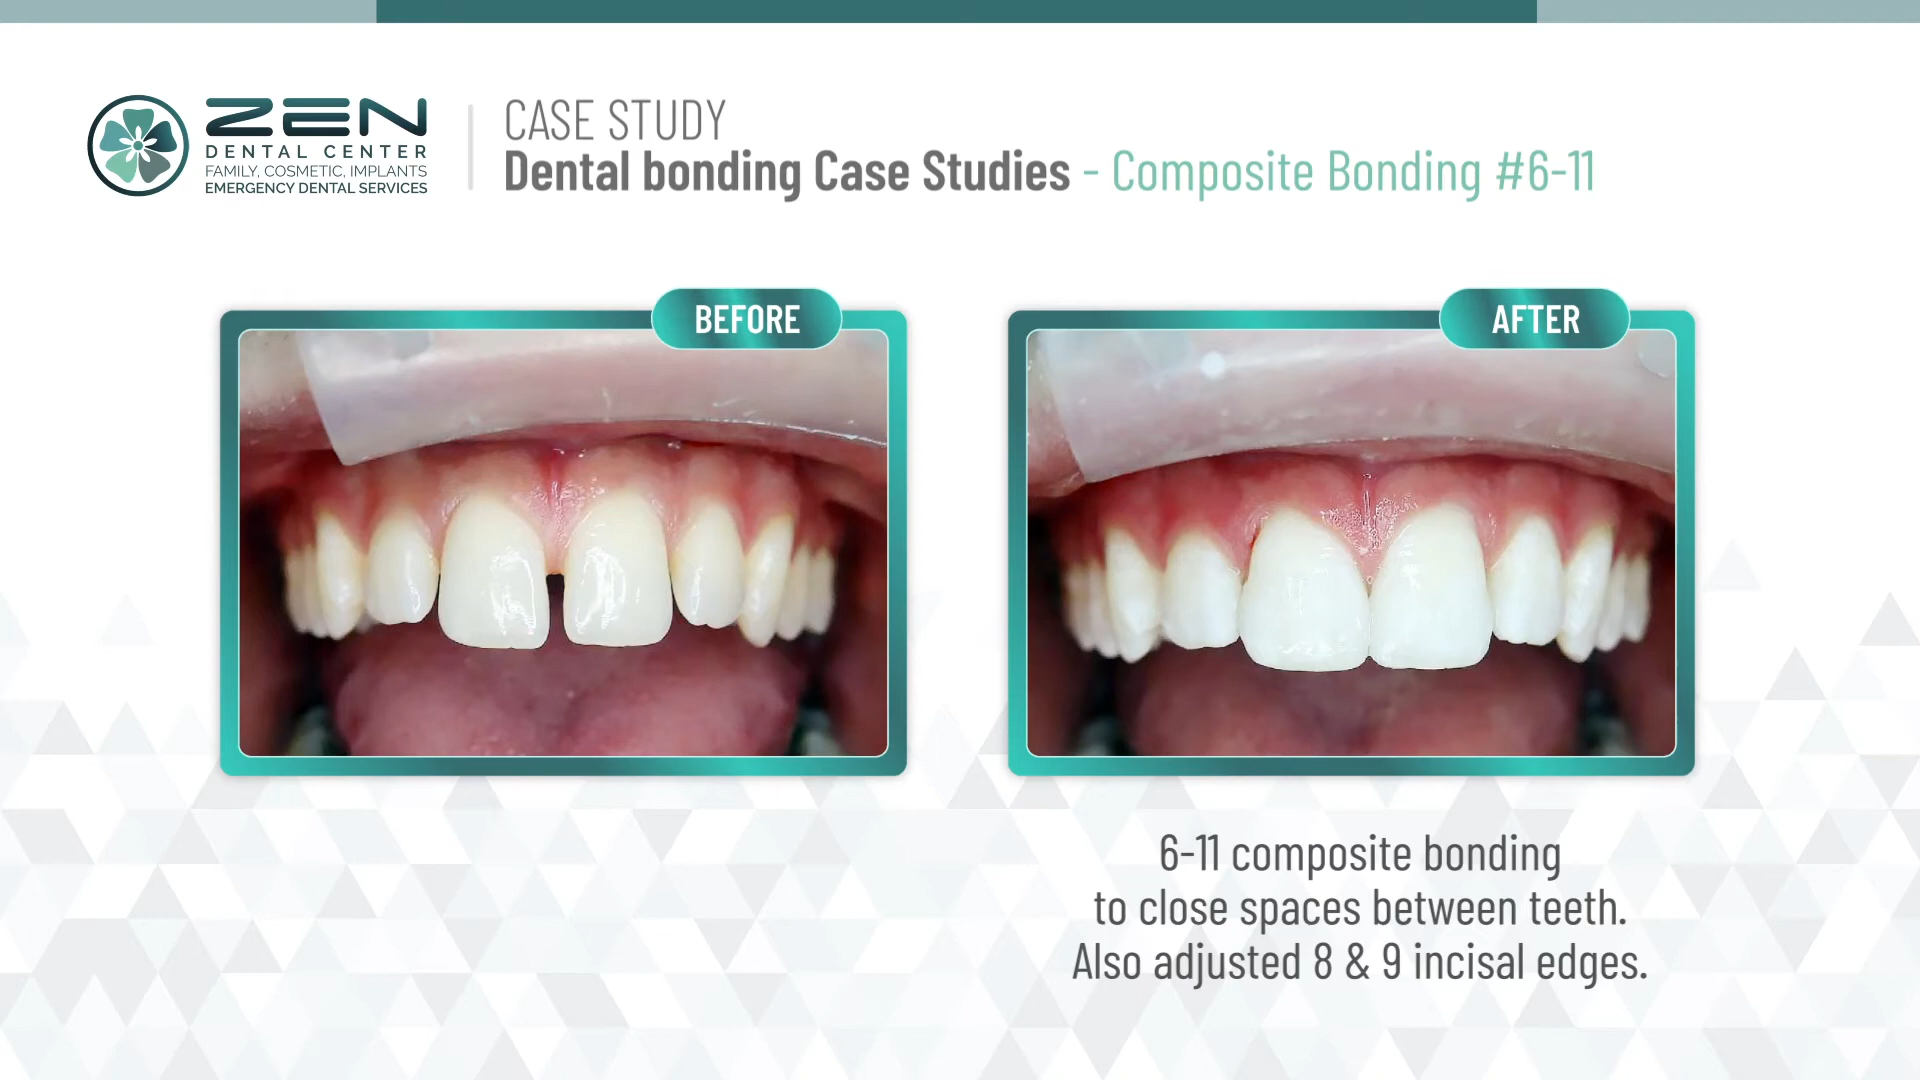 ZEN
DENTAL CENTER
FAMILY, COSMETIC, IMPLANTS
EMERGENCY DENTAL SERVICES
CASE STUDY
Dental bonding Case Studies - Composite Bonding #6-11
BEFORE
AFTER
6-11 composite bonding
to close spaces between teeth.
Also adjusted 8 & 9 incisal edges.